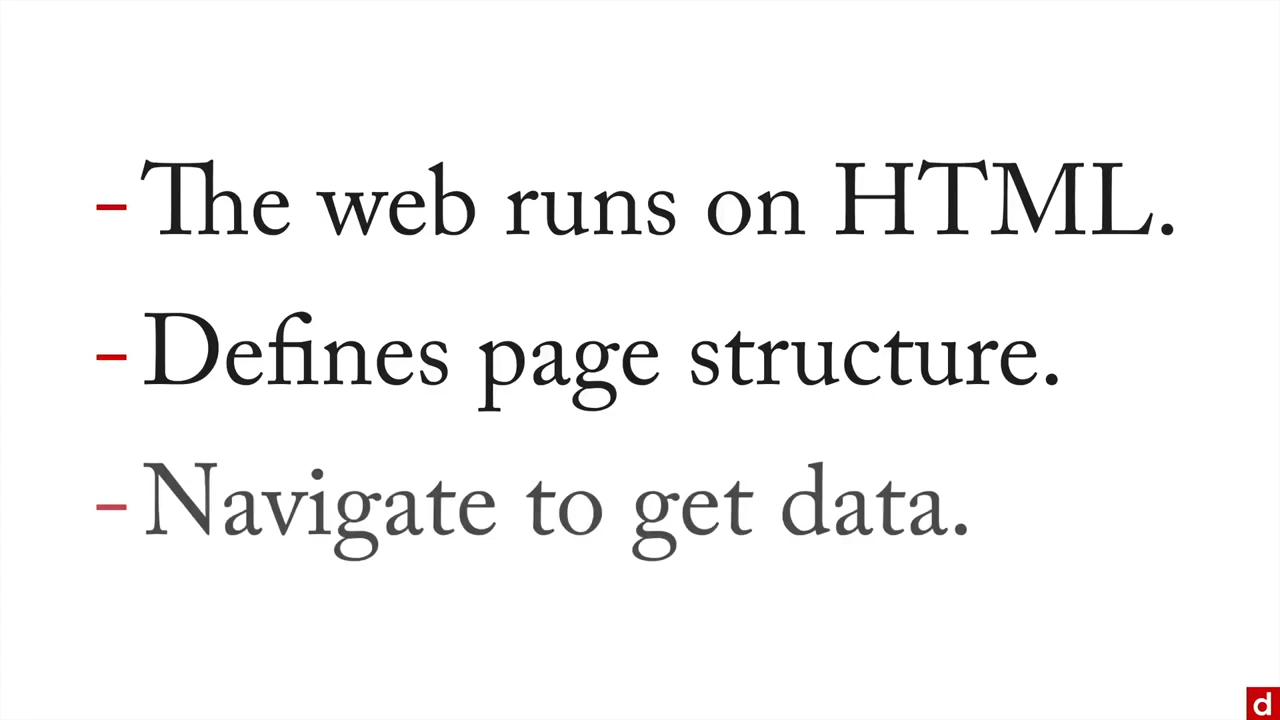 - The web runs on HTML.
- Defines page structure.
- Navigate to get data.
d